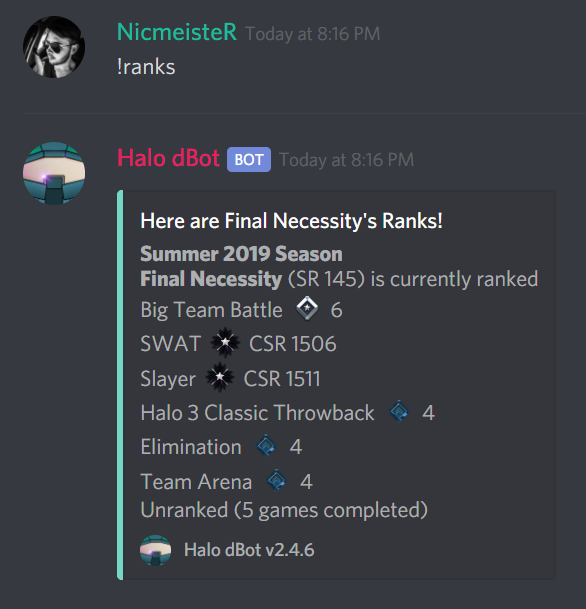 NicmeisteR Today at 8:16 PM
!ranks
Halo dBot BOT Today at 8:16 PM
Here are Final Necessity's Ranks!
Summer 2019 Season
Final Necessity (SR 145) is currently ranked
Big Team Battle 6
SWAT CSR 1506
Slayer CSR 1511
Halo 3 Classic Throwback 4
Elimination 4
Team Arena 4
Unranked (5 games completed)
Halo dBot v2.4.6